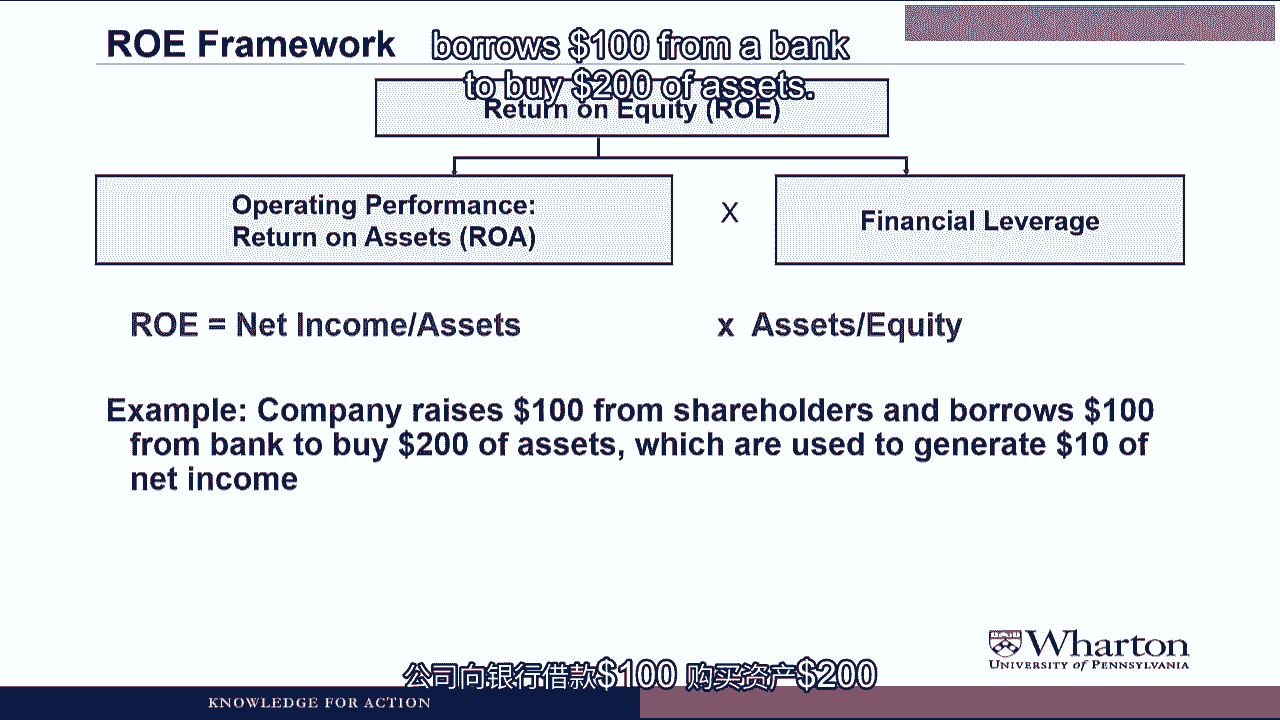 ROE Framework
borrows $100 from a bank
to buy $200 of assets.
Return on Equity (ROE)
Operating Performance:
Return on Assets (ROA)
X
Financial Leverage
ROE = Net Income/Assets
x Assets/Equity
Example: Company raises $100 from shareholders and borrows $100
from bank to buy $200 of assets, which are used to generate $10 of
net income
Wharton
UNIVERSITY of PENNSYLVANIA
公司向银行借款$100 购买资产$200
KNOWLEDGE FOR ACTION